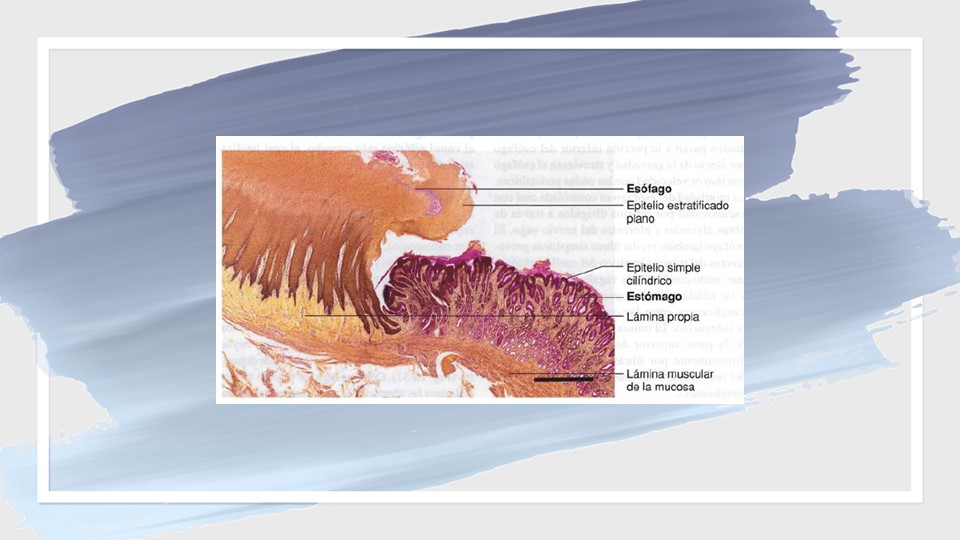 Esófago
Epitelio estratificado
plano
Epitelio simple
cilíndrico
Estómago
Lámina propia
Lámina muscular
de la mucosa